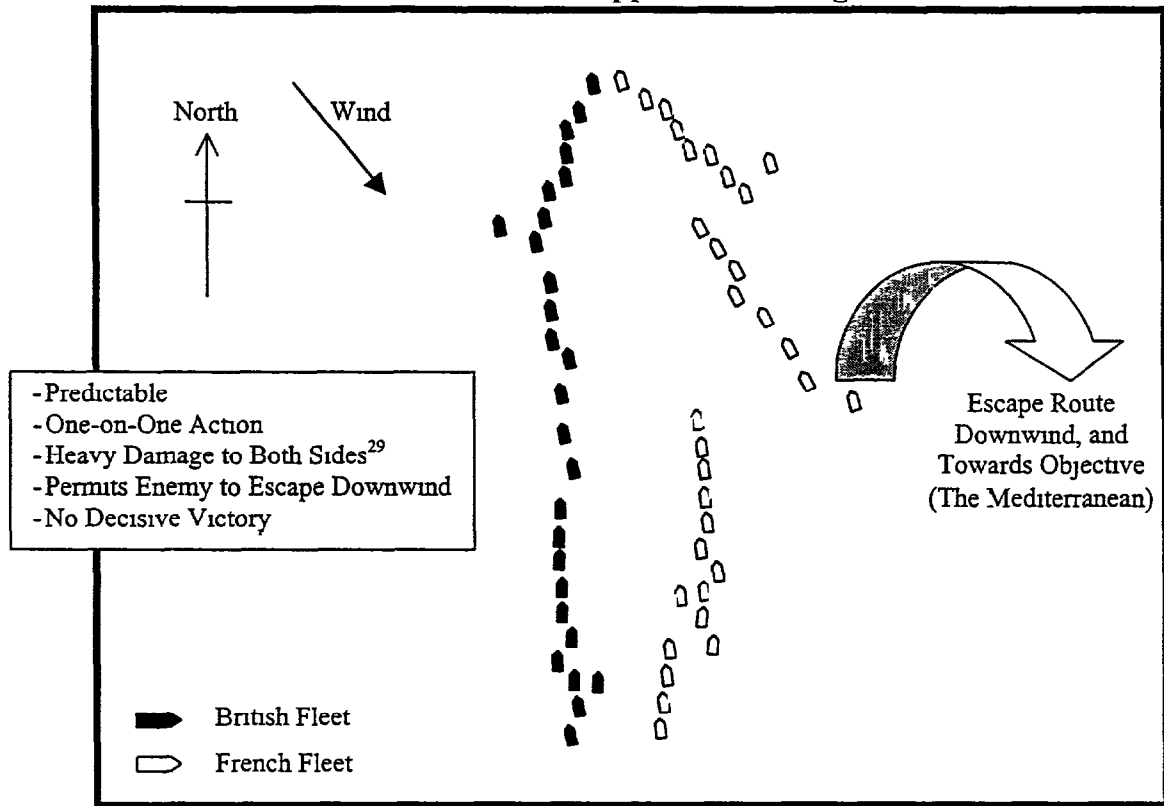 North
Wind
-Predictable
-One-on-One Action
-Heavy Damage to Both Sides29
-Permits Enemy to Escape Downwind
-No Decisive Victory
Escape Route
Downwind, and
Towards Objective
(The Mediterranean)
British Fleet
French Fleet